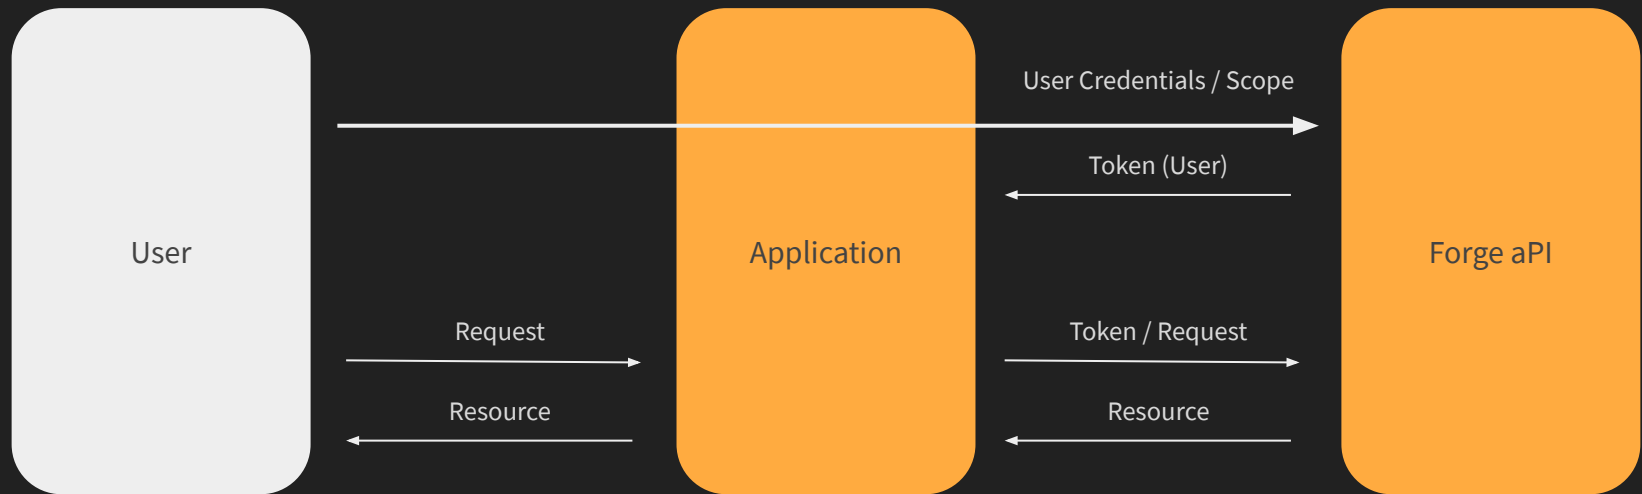 User Credentials / Scope
Token (User)
User
Application
Forge aPI
Request
Token / Request
Resource
Resource